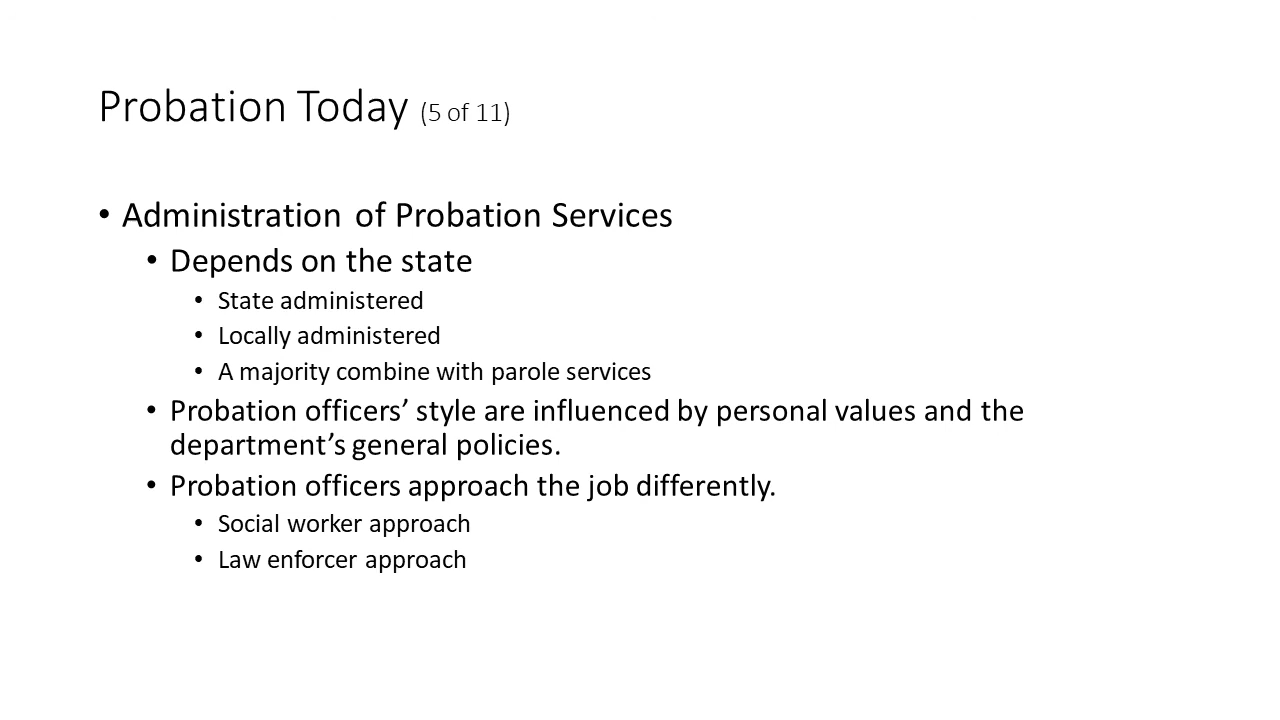 Probation Today (5 of 11)
• Administration of Probation Services
• Depends on the state
• State administered
• Locally administered
• A majority combine with parole services
• Probation officers’ style are influenced by personal values and the
department’s general policies.
• Probation officers approach the job differently.
• Social worker approach
• Law enforcer approach